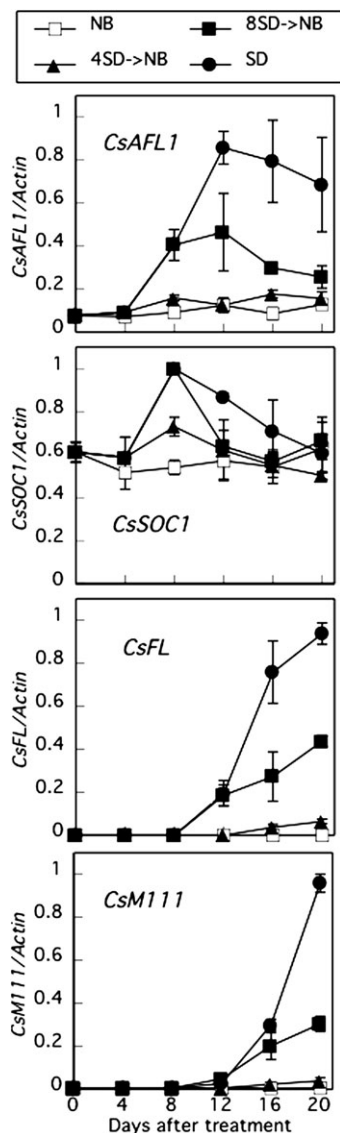 NB 8SD->NB
4SD->NB SD
CsAFL1
CsAFL1/Actin
1
0.8
0.6
0.4
0.2
0
CsSOC1
CsSOC1/Actin
1
0.8
0.6
0.4
0.2
0
CsFL
CsFL/Actin
1
0.8
0.6
0.4
0.2
0
CsM111
CsM111/Actin
1
0.8
0.6
0.4
0.2
0
0 4 8 12 16 20
Days after treatment